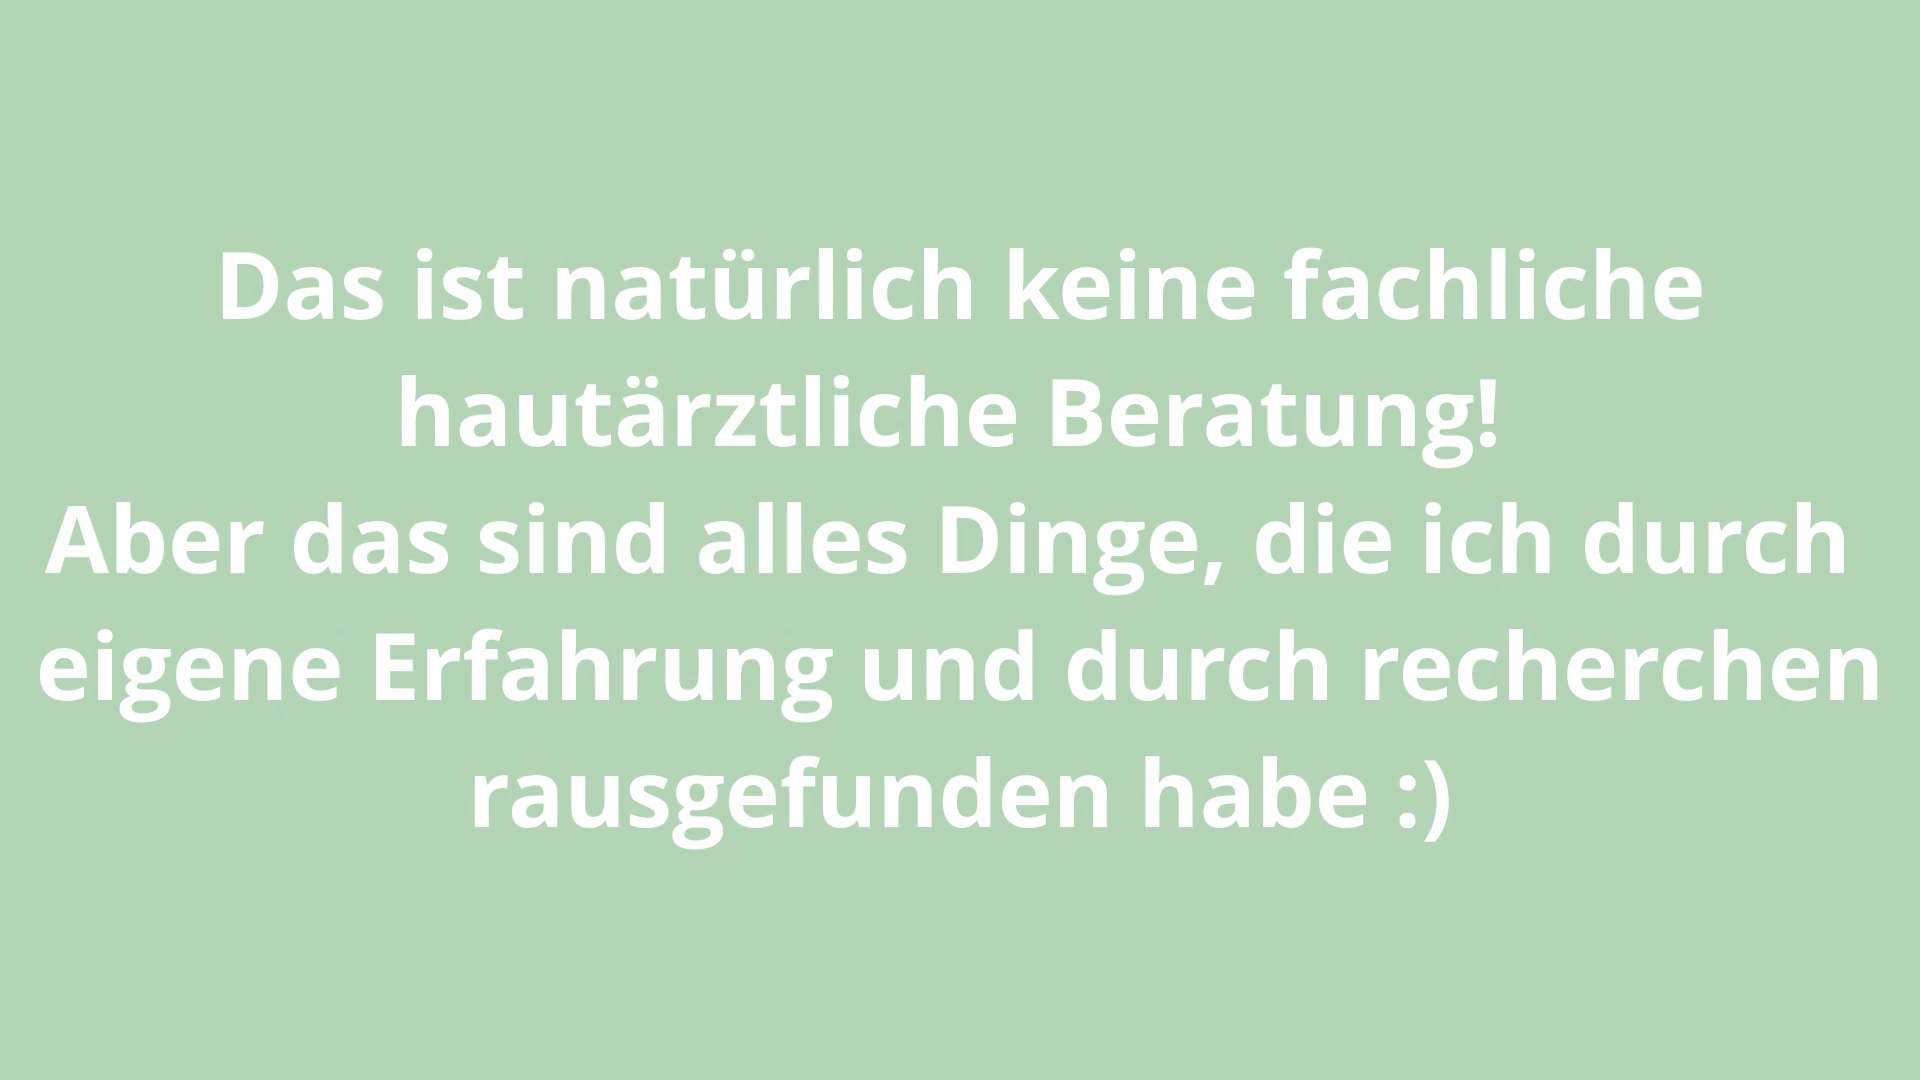 Das ist natürlich keine fachliche
hautärztliche Beratung!
Aber das sind alles Dinge, die ich durch
eigene Erfahrung und durch recherchen
rausgefunden habe :)